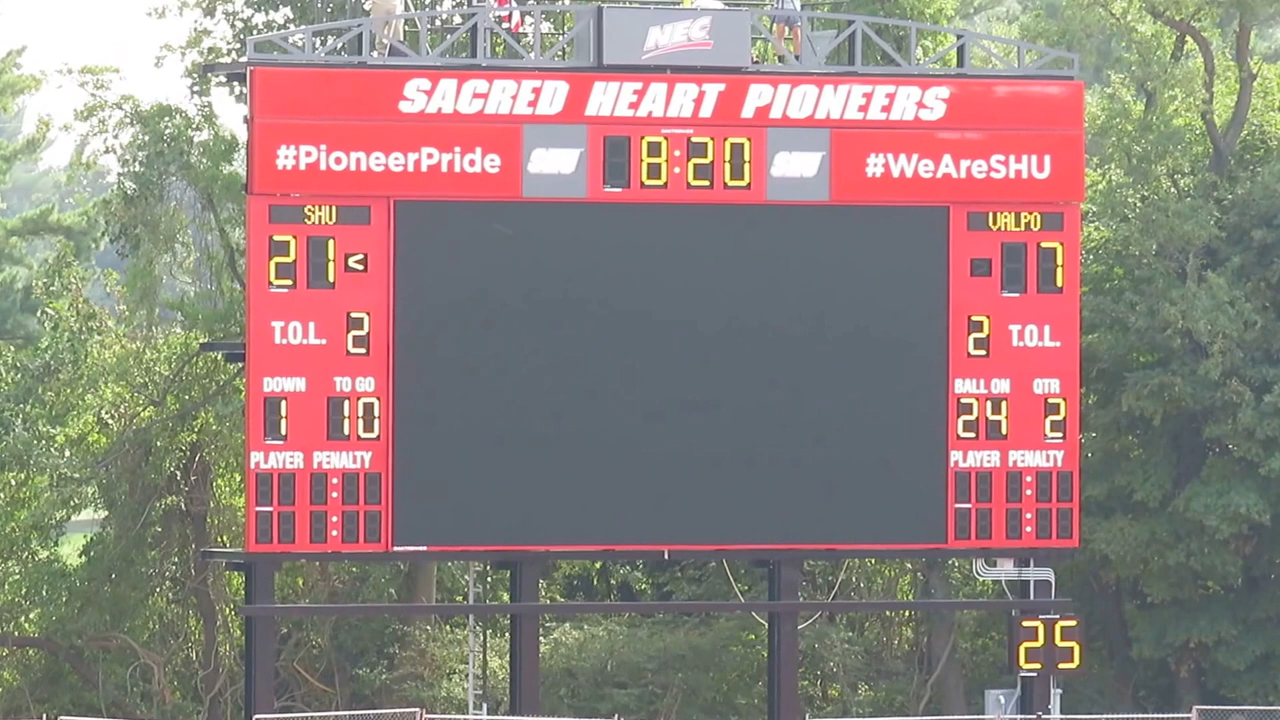 NEC
SACRED HEART PIONEERS
#PioneerPride SHU 8:20 SHU #WeAreSHU
SHU VALPO
21 < 7
T.O.L. 2 2 T.O.L.
DOWN TO GO BALL ON QTR
1 10 24 2
PLAYER PENALTY PLAYER PENALTY
25